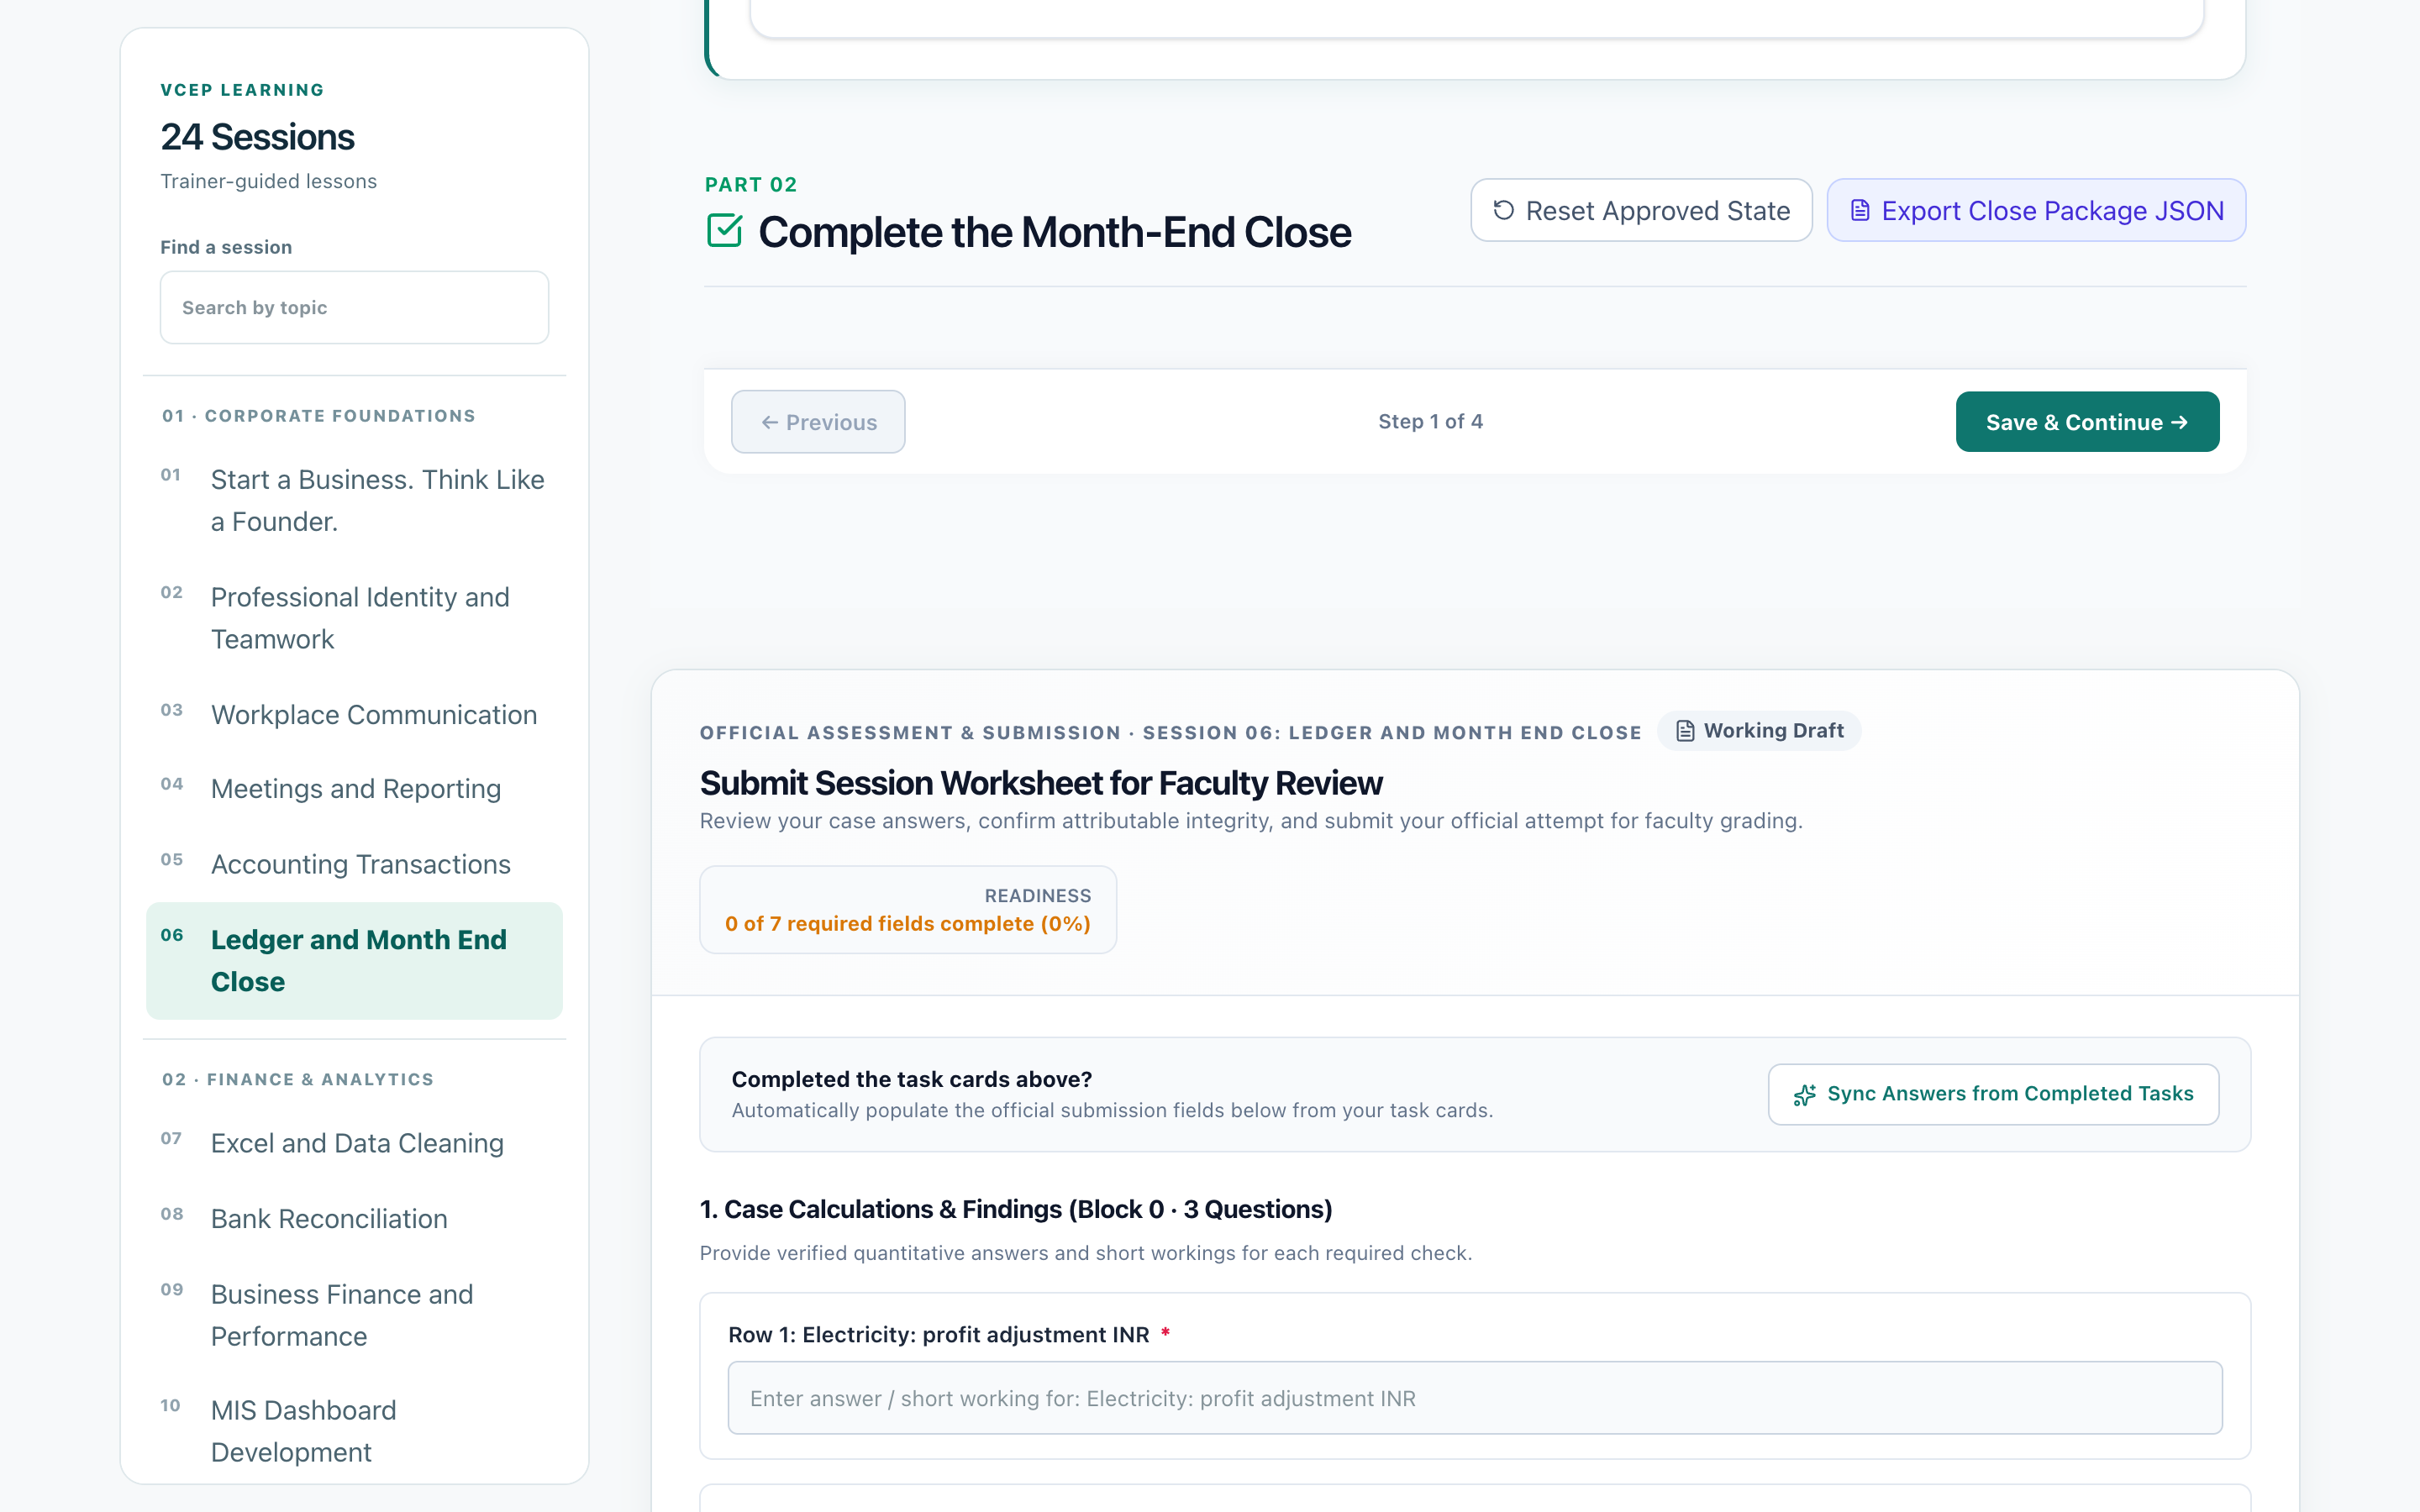 VCEP LEARNING
24 Sessions
Trainer-guided lessons
Find a session
Search by topic
01 · CORPORATE FOUNDATIONS
01 Start a Business. Think Like
a Founder.
02 Professional Identity and
Teamwork
03 Workplace Communication
04 Meetings and Reporting
05 Accounting Transactions
06 Ledger and Month End
Close
02 · FINANCE & ANALYTICS
07 Excel and Data Cleaning
08 Bank Reconciliation
09 Business Finance and
Performance
10 MIS Dashboard
Development
PART 02
Complete the Month-End Close
Reset Approved State
Export Close Package JSON
← Previous
Step 1 of 4
Save & Continue →
OFFICIAL ASSESSMENT & SUBMISSION · SESSION 06: LEDGER AND MONTH END CLOSE
Working Draft
Submit Session Worksheet for Faculty Review
Review your case answers, confirm attributable integrity, and submit your official attempt for faculty grading.
READINESS
0 of 7 required fields complete (0%)
Completed the task cards above?
Automatically populate the official submission fields below from your task cards.
Sync Answers from Completed Tasks
1. Case Calculations & Findings (Block 0 · 3 Questions)
Provide verified quantitative answers and short workings for each required check.
Row 1: Electricity: profit adjustment INR *
Enter answer / short working for: Electricity: profit adjustment INR